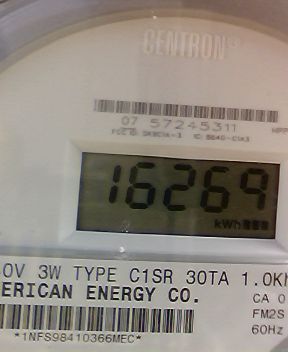 CENTRON
07 57245311
16269
kWh
0V 3W TYPE C1SR 30TA 1.0K
ERICAN ENERGY CO.
CA 0
FM2S
60Hz
*1NFS98410366MEC*